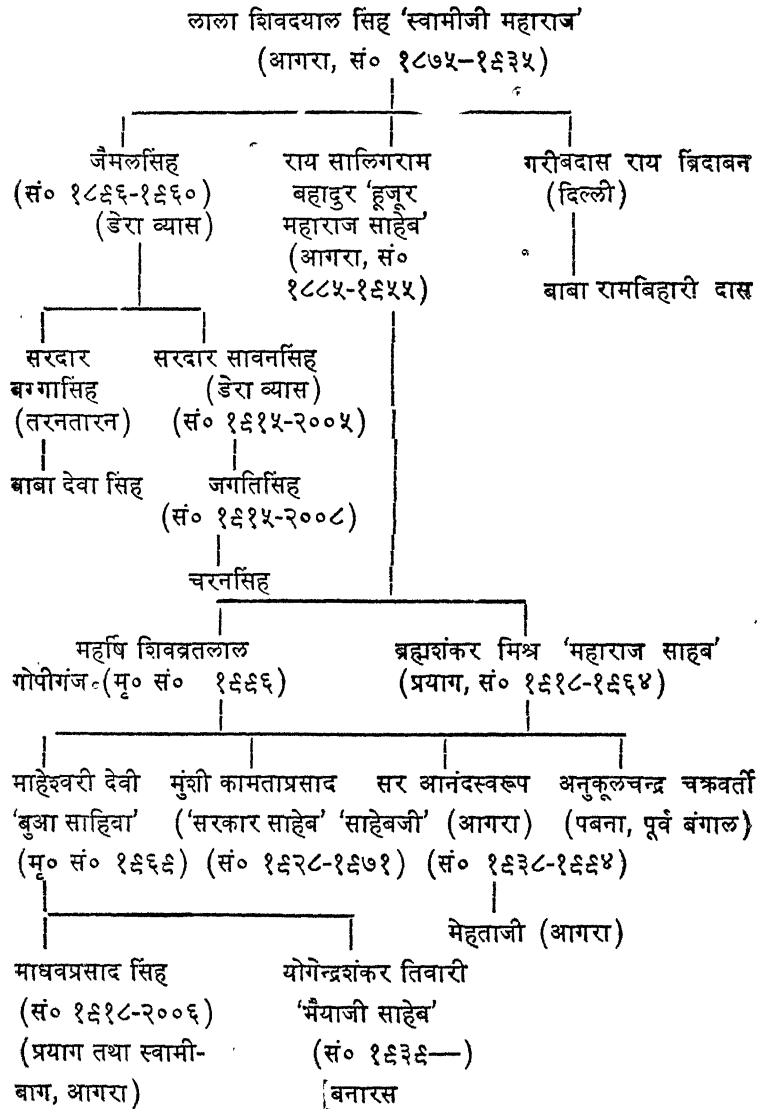 लाला शिवदयाल सिंह 'स्वामीजी महाराज'
(आगरा, सं० १८७५–१९३५)
जैमलसिंह
(सं० १८९६-१९६०)
(डेरा व्यास)
राय सालिगराम
बहादुर 'हूजूर
महाराज साहेब'
(आगरा, सं०
१८८५-१९५५)
गरीबदास राय ब्रिंदाबन
(दिल्ली)
बाबा रामबिहारी दास
सरदार
बग्गासिंह
(तरनतारन)
बाबा देवा सिंह
सरदार सावनसिंह
(डेरा व्यास)
(सं० १९१५-२००५)
जगतिसिंह
(सं० १९१५-२००८)
चरनसिंह
महर्षि शिवब्रतलाल
गोपीगंज (मृ० सं० १९९६)
ब्रह्मशंकर मिश्र 'महाराज साहब'
(प्रयाग, सं० १९१८-१९६४)
माहेश्वरी देवी
'बुआ साहिवा'
(मृ० सं० १९६९)
मुंशी कामताप्रसाद
('सरकार साहेब'
(सं० १९२८-१९७१)
सर आनंदस्वरूप
'साहेबजी' (आगरा)
(सं० १९३८-१९९४)
अनुकूलचन्द्र चक्रवर्ती
(पबना, पूर्व बंगाल)
मेहताजी (आगरा)
माधवप्रसाद सिंह
(सं० १९१८-२००६)
(प्रयाग तथा स्वामी-
बाग, आगरा)
योगेन्द्रशंकर तिवारी
'भैयाजी साहेब'
(सं० १९३९—)
[बनारस